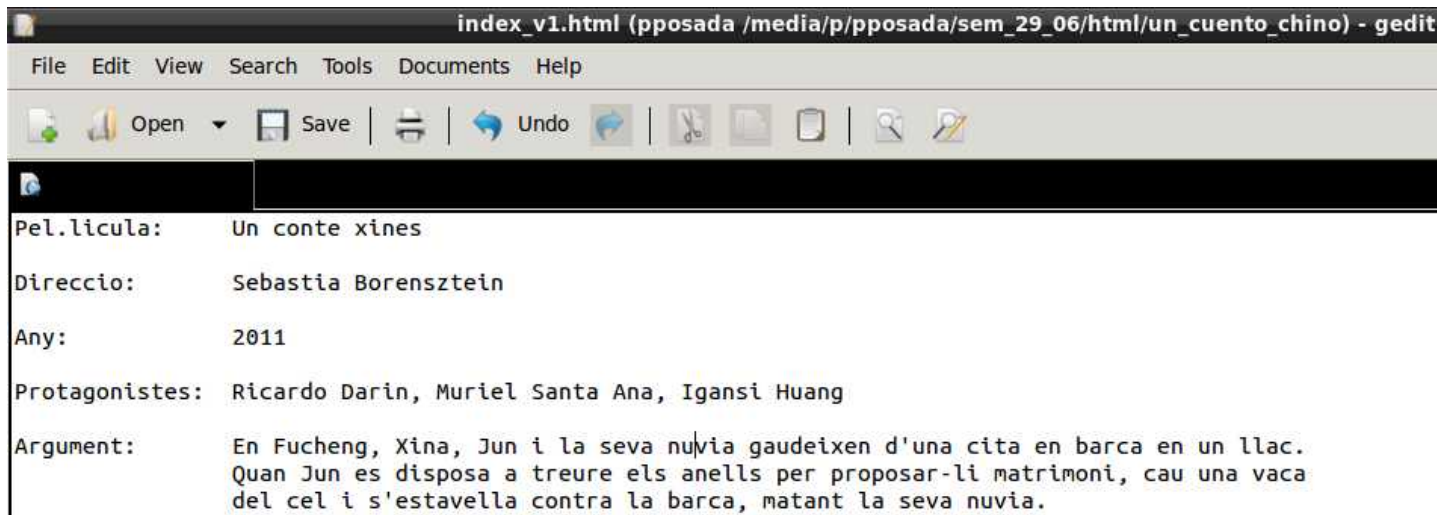 index_v1.html (pposada /media/p/pposada/sem_29_06/html/un_cuento_chino) - gedit
File Edit View Search Tools Documents Help
Open Save Undo
Pel.licula: Un conte xines
Direccio: Sebastia Borensztein
Any: 2011
Protagonistes: Ricardo Darin, Muriel Santa Ana, Igansi Huang
Argument: En Fucheng, Xina, Jun i la seva nuvia gaudeixen d'una cita en barca en un llac.
Quan Jun es disposa a treure els anells per proposar-li matrimoni, cau una vaca
del cel i s'estavella contra la barca, matant la seva nuvia.